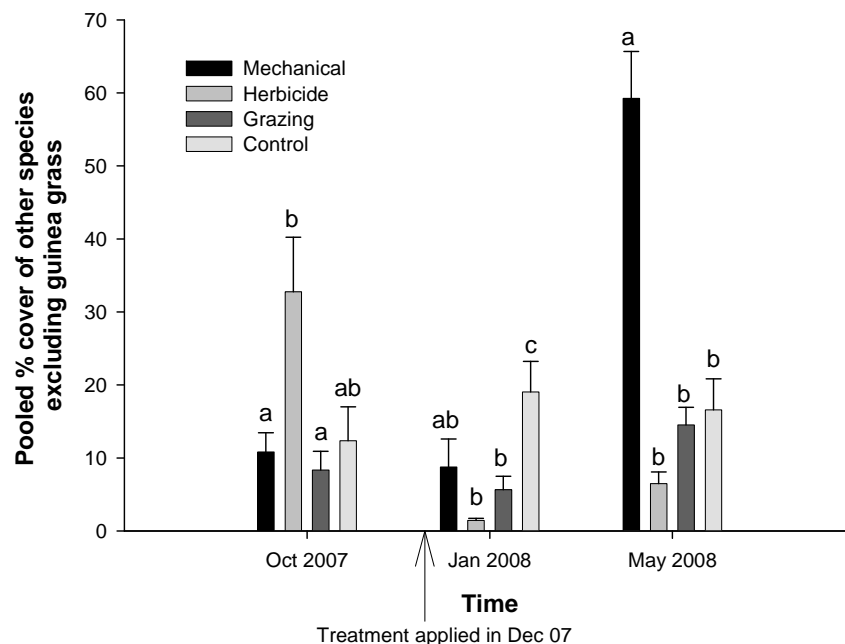 Pooled % cover of other species
excluding guinea grass
70
60
50
40
30
20
10
0
Mechanical
Herbicide
Grazing
Control
a
b
a
ab
ab
b
b
c
a
b
b
b
Oct 2007
Jan 2008
May 2008
Time
Treatment applied in Dec 07